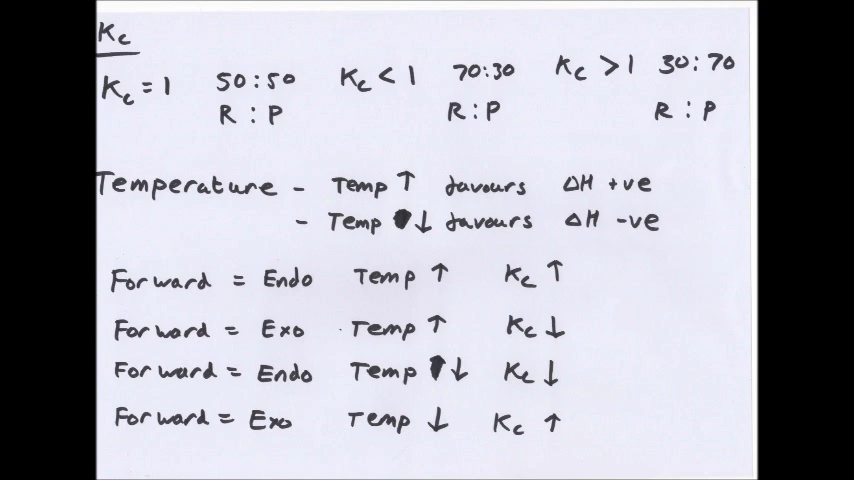 Kc
Kc = 1 50:50 Kc < 1 70:30 Kc > 1 30:70
R : P R : P R : P
Temperature - Temp ↑ favours ΔH +ve
- Temp ↓ favours ΔH -ve
Forward = Endo Temp ↑ Kc ↑
Forward = Exo Temp ↑ Kc ↓
Forward = Endo Temp ↓ Kc ↓
Forward = Exo Temp ↓ Kc ↑